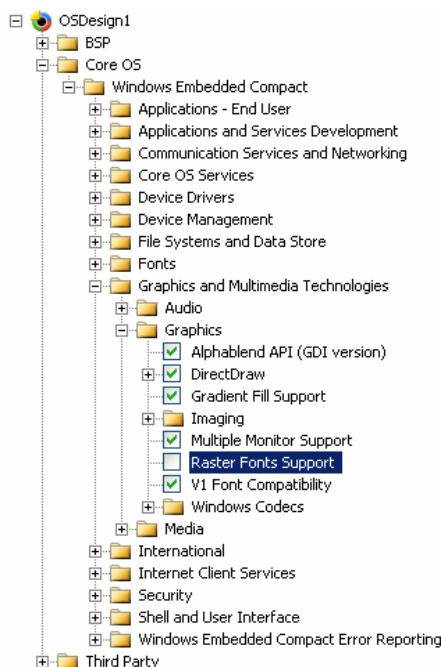 OSDesign1
BSP
Core OS
Windows Embedded Compact
Applications - End User
Applications and Services Development
Communication Services and Networking
Core OS Services
Device Drivers
Device Management
File Systems and Data Store
Fonts
Graphics and Multimedia Technologies
Audio
Graphics
Alphablend API (GDI version)
DirectDraw
Gradient Fill Support
Imaging
Multiple Monitor Support
Raster Fonts Support
V1 Font Compatibility
Windows Codecs
Media
International
Internet Client Services
Security
Shell and User Interface
Windows Embedded Compact Error Reporting
Third Party